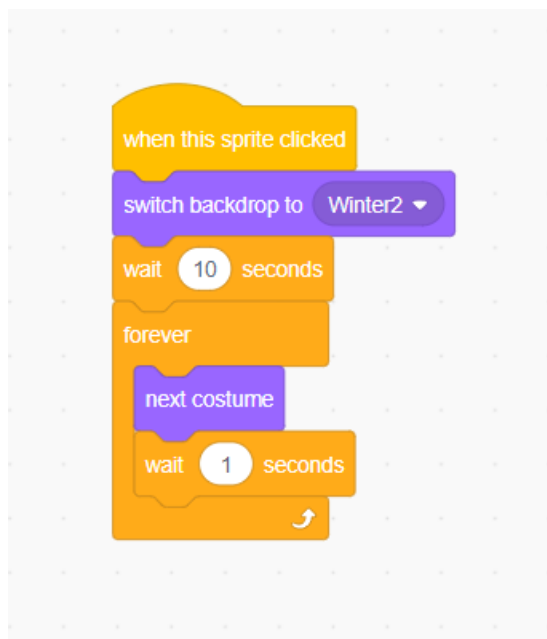 when this sprite clicked
switch backdrop to Winter2
wait 10 seconds
forever
next costume
wait 1 seconds